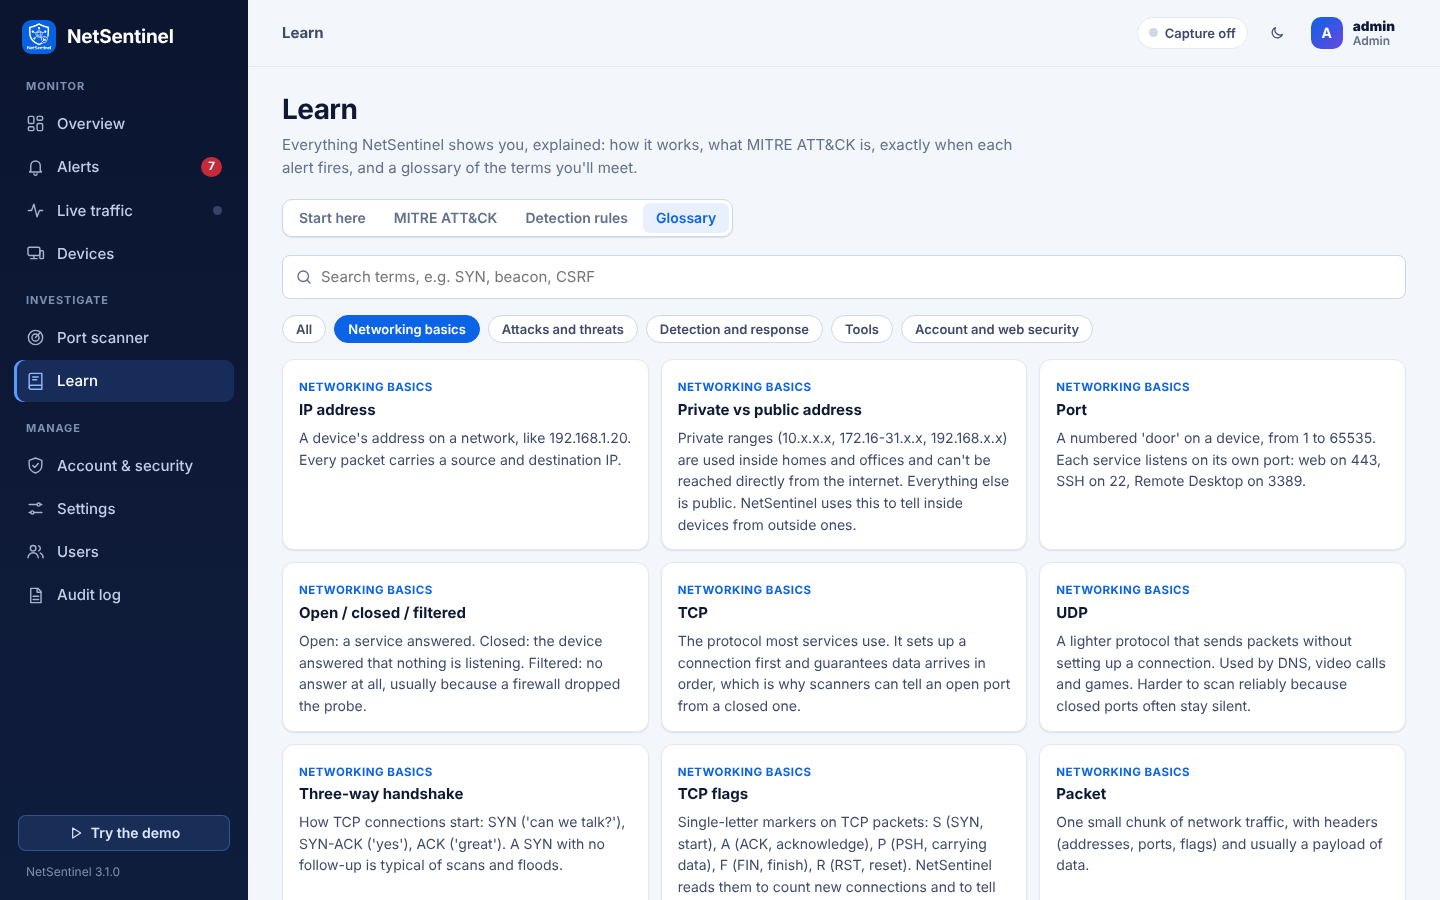 NetSentinel
NetSentinel
MONITOR
Overview
Alerts
7
Live traffic
Devices
INVESTIGATE
Port scanner
Learn
MANAGE
Account & security
Settings
Users
Audit log
Try the demo
NetSentinel 3.1.0
Learn
Capture off
A
admin
Admin
Learn
Everything NetSentinel shows you, explained: how it works, what MITRE ATT&CK is, exactly when each
alert fires, and a glossary of the terms you'll meet.
Start here
MITRE ATT&CK
Detection rules
Glossary
Search terms, e.g. SYN, beacon, CSRF
All
Networking basics
Attacks and threats
Detection and response
Tools
Account and web security
NETWORKING BASICS
IP address
A device's address on a network, like 192.168.1.20.
Every packet carries a source and destination IP.
NETWORKING BASICS
Private vs public address
Private ranges (10.x.x.x, 172.16-31.x.x, 192.168.x.x)
are used inside homes and offices and can't be
reached directly from the internet. Everything else
is public. NetSentinel uses this to tell inside
devices from outside ones.
NETWORKING BASICS
Port
A numbered 'door' on a device, from 1 to 65535.
Each service listens on its own port: web on 443,
SSH on 22, Remote Desktop on 3389.
NETWORKING BASICS
Open / closed / filtered
Open: a service answered. Closed: the device
answered that nothing is listening. Filtered: no
answer at all, usually because a firewall dropped
the probe.
NETWORKING BASICS
TCP
The protocol most services use. It sets up a
connection first and guarantees data arrives in
order, which is why scanners can tell an open port
from a closed one.
NETWORKING BASICS
UDP
A lighter protocol that sends packets without
setting up a connection. Used by DNS, video calls
and games. Harder to scan reliably because
closed ports often stay silent.
NETWORKING BASICS
Three-way handshake
How TCP connections start: SYN ('can we talk?'),
SYN-ACK ('yes'), ACK ('great'). A SYN with no
follow-up is typical of scans and floods.
NETWORKING BASICS
TCP flags
Single-letter markers on TCP packets: S (SYN,
start), A (ACK, acknowledge), P (PSH, carrying
data), F (FIN, finish), R (RST, reset). NetSentinel
reads them to count new connections and to tell
NETWORKING BASICS
Packet
One small chunk of network traffic, with headers
(addresses, ports, flags) and usually a payload of
data.